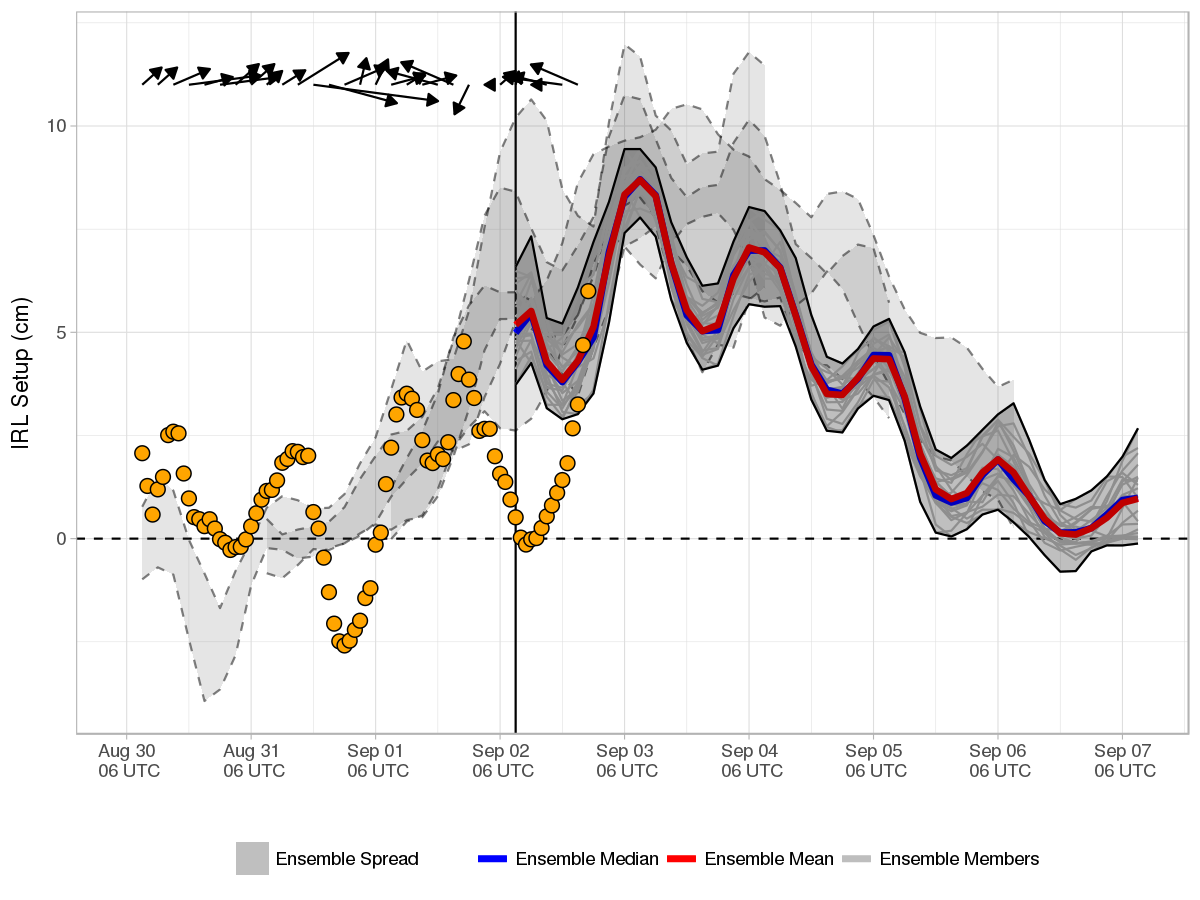 IRL Setup (cm)
10
5
0
Aug 30 Aug 31 Sep 01 Sep 02 Sep 03 Sep 04 Sep 05 Sep 06 Sep 07
06 UTC 06 UTC 06 UTC 06 UTC 06 UTC 06 UTC 06 UTC 06 UTC 06 UTC
Ensemble Spread Ensemble Median Ensemble Mean Ensemble Members